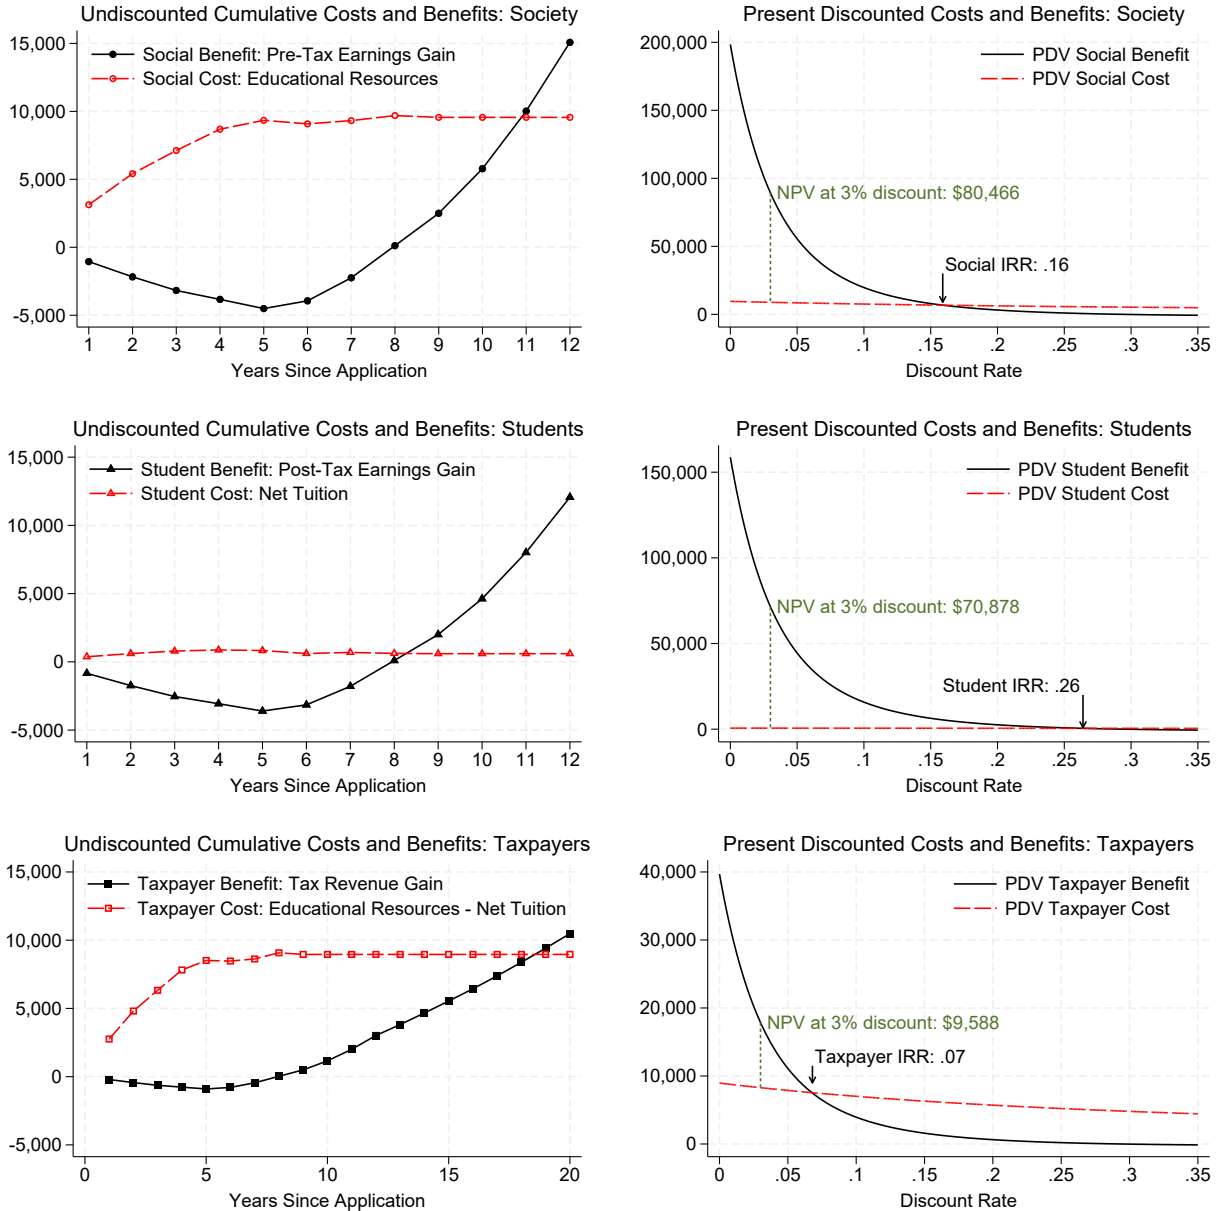 Undiscounted Cumulative Costs and Benefits: Society
15,000
10,000
5,000
0
-5,000
Social Benefit: Pre-Tax Earnings Gain
Social Cost: Educational Resources
1 2 3 4 5 6 7 8 9 10 11 12
Years Since Application
Present Discounted Costs and Benefits: Society
200,000
150,000
100,000
50,000
0
PDV Social Benefit
PDV Social Cost
NPV at 3% discount: $80,466
Social IRR: .16
0 .05 .1 .15 .2 .25 .3 .35
Discount Rate
Undiscounted Cumulative Costs and Benefits: Students
15,000
10,000
5,000
0
-5,000
Student Benefit: Post-Tax Earnings Gain
Student Cost: Net Tuition
1 2 3 4 5 6 7 8 9 10 11 12
Years Since Application
Present Discounted Costs and Benefits: Students
150,000
100,000
50,000
0
PDV Student Benefit
PDV Student Cost
NPV at 3% discount: $70,878
Student IRR: .26
0 .05 .1 .15 .2 .25 .3 .35
Discount Rate
Undiscounted Cumulative Costs and Benefits: Taxpayers
15,000
10,000
5,000
0
-5,000
Taxpayer Benefit: Tax Revenue Gain
Taxpayer Cost: Educational Resources - Net Tuition
0 5 10 15 20
Years Since Application
Present Discounted Costs and Benefits: Taxpayers
40,000
30,000
20,000
10,000
0
PDV Taxpayer Benefit
PDV Taxpayer Cost
NPV at 3% discount: $9,588
Taxpayer IRR: .07
0 .05 .1 .15 .2 .25 .3 .35
Discount Rate